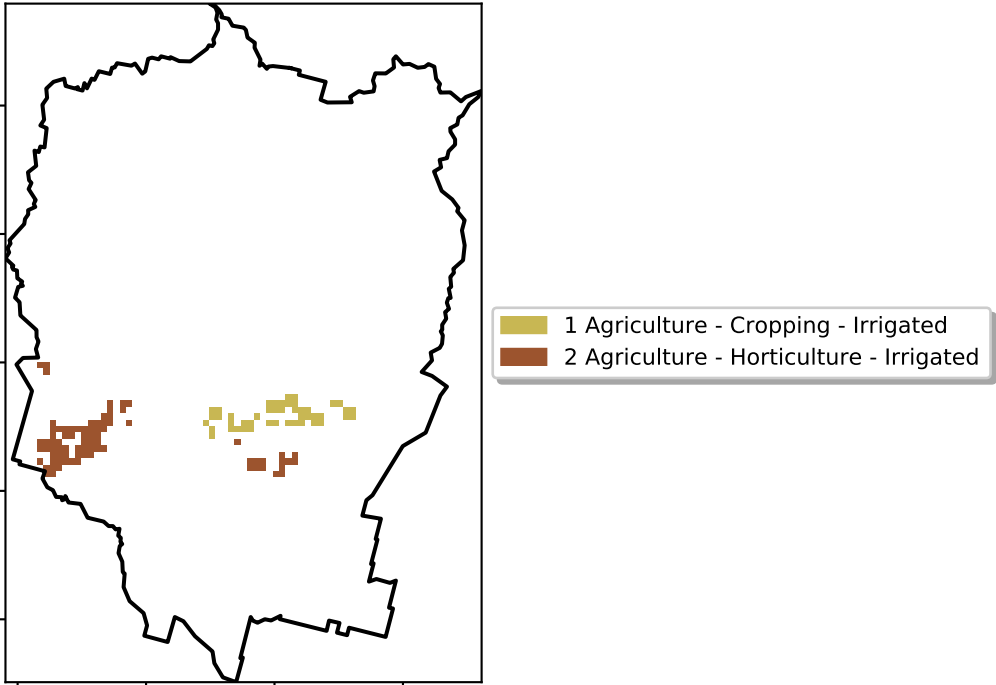 1 Agriculture - Cropping - Irrigated
2 Agriculture - Horticulture - Irrigated